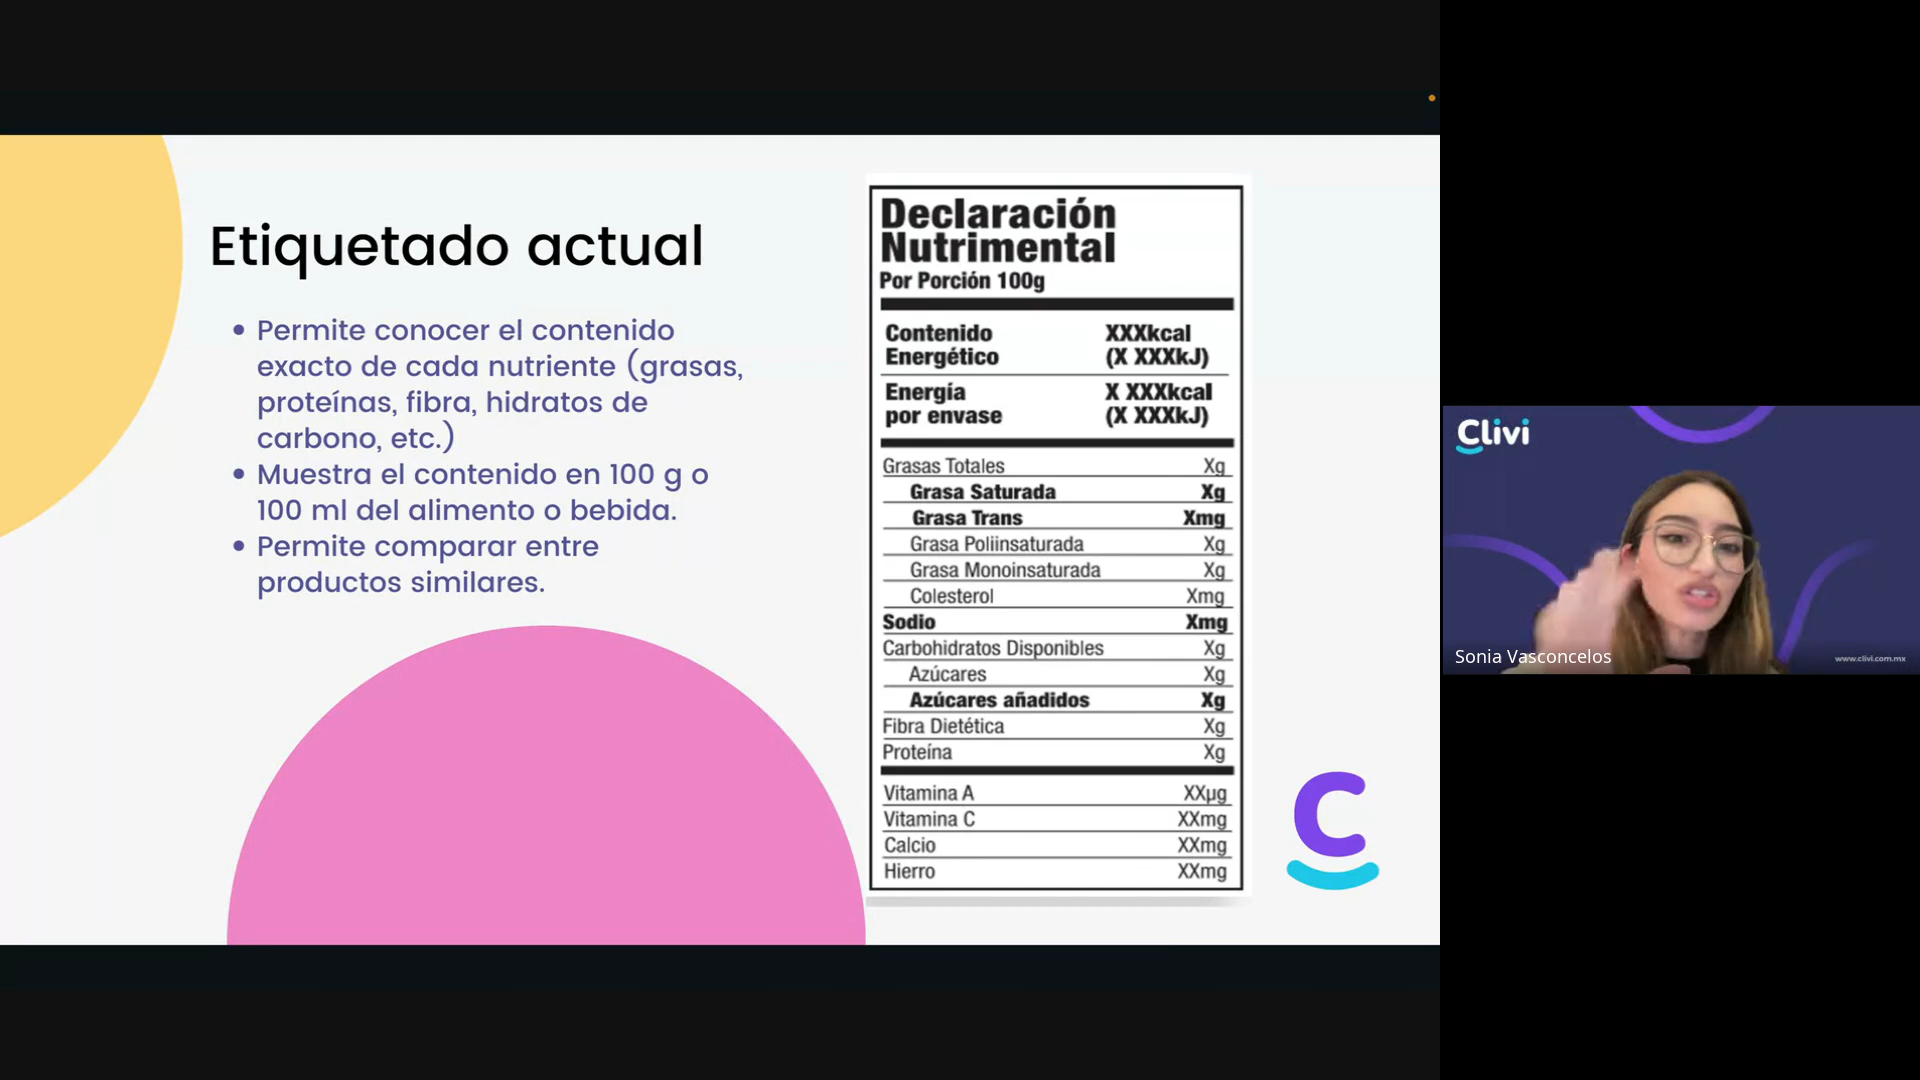 Etiquetado actual
• Permite conocer el contenido
exacto de cada nutriente (grasas,
proteínas, fibra, hidratos de
carbono, etc.)
• Muestra el contenido en 100 g o
100 ml del alimento o bebida.
• Permite comparar entre
productos similares.
Declaración
Nutrimental
Por Porción 100g
Contenido XXXkcal
Energético (X XXXkJ)
Energía X XXXkcal
por envase (X XXXkJ)
Grasas Totales Xg
Grasa Saturada Xg
Grasa Trans Xmg
Grasa Poliinsaturada Xg
Grasa Monoinsaturada Xg
Colesterol Xmg
Sodio Xmg
Carbohidratos Disponibles Xg
Azúcares Xg
Azúcares añadidos Xg
Fibra Dietética Xg
Proteína Xg
Vitamina A XXµg
Vitamina C XXmg
Calcio XXmg
Hierro XXmg
C
Clivi
Sonia Vasconcelos
www.clivi.com.mx